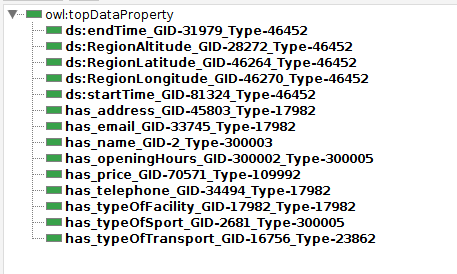 owl:topDataProperty
ds:endTime_GID-31979_Type-46452
ds:RegionAltitude_GID-28272_Type-46452
ds:RegionLatitude_GID-46264_Type-46452
ds:RegionLongitude_GID-46270_Type-46452
ds:startTime_GID-81324_Type-46452
has_address_GID-45803_Type-17982
has_email_GID-33745_Type-17982
has_name_GID-2_Type-300003
has_openingHours_GID-300002_Type-300005
has_price_GID-70571_Type-109992
has_telephone_GID-34494_Type-17982
has_typeOfFacility_GID-17982_Type-17982
has_typeOfSport_GID-2681_Type-300005
has_typeOfTransport_GID-16756_Type-23862